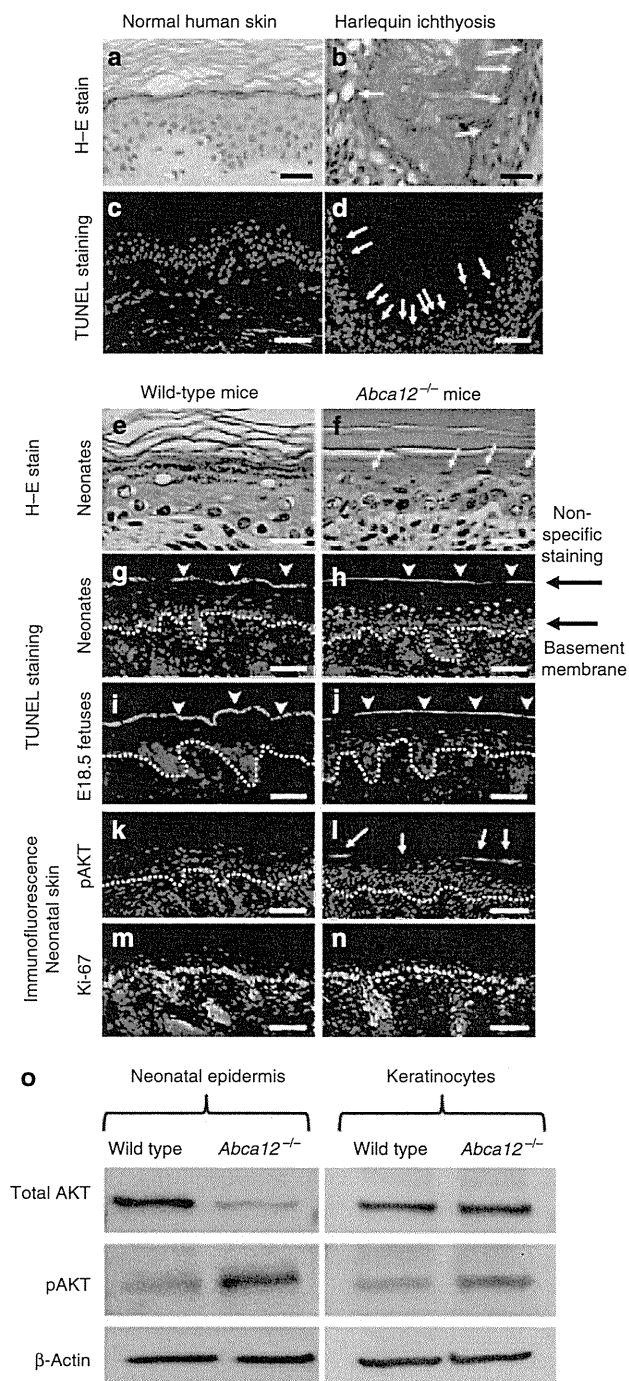 Normal human skin
Harlequin ichthyosis
H–E stain
a
b
TUNEL staining
c
d
Wild-type mice
Abca12–/– mice
H–E stain
Neonates
e
f
Non-
specific
staining
TUNEL staining
Neonates
g
h
Basement
membrane
E18.5 fetuses
i
j
Immunofluorescence
Neonatal skin
pAKT
k
l
Ki-67
m
n
o
Neonatal epidermis
Keratinocytes
Wild type
Abca12–/–
Wild type
Abca12–/–
Total AKT
pAKT
β-Actin